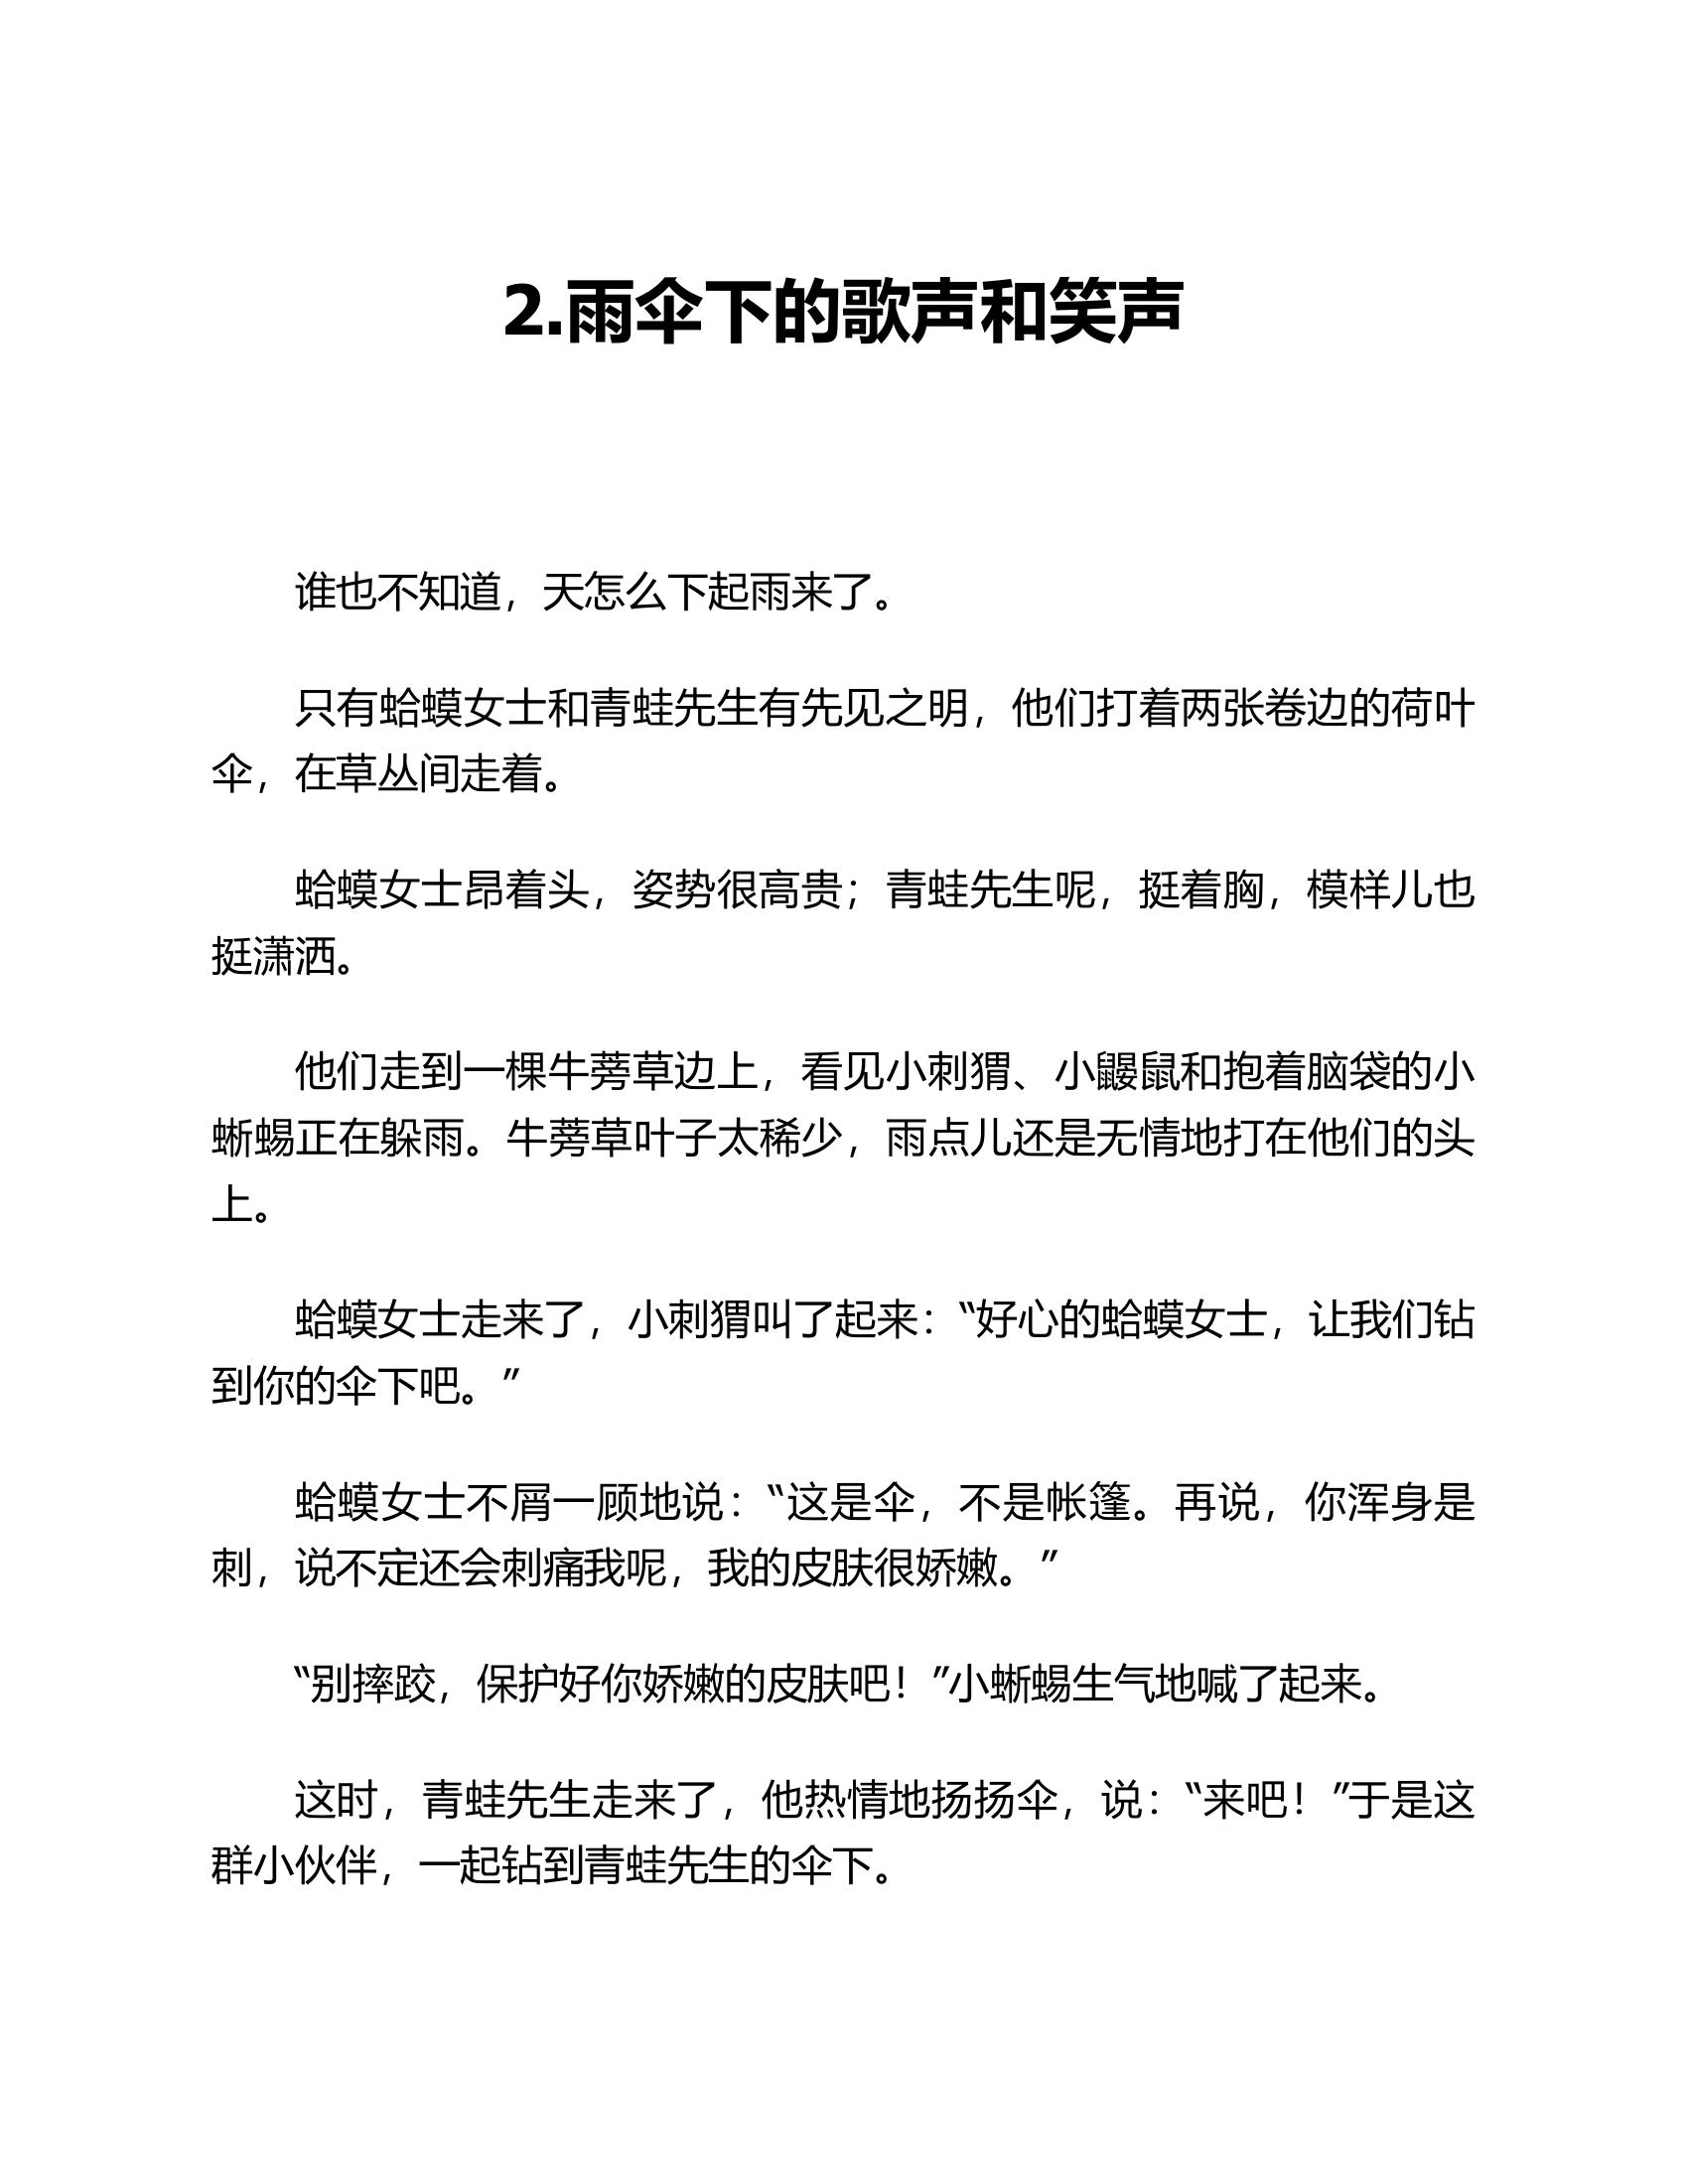 2.雨伞下的歌声和笑声
谁也不知道，天怎么下起雨来了。
只有蛤蟆女士和青蛙先生有先见之明，他们打着两张卷边的荷叶
伞，在草丛间走着。
蛤蟆女士昂着头，姿势很高贵；青蛙先生呢，挺着胸，模样儿也
挺潇洒。
他们走到一棵牛蒡草边上，看见小刺猬、小鼹鼠和抱着脑袋的小
蜥蜴正在躲雨。牛蒡草叶子太稀少，雨点儿还是无情地打在他们的头
上。
蛤蟆女士走来了，小刺猬叫了起来：“好心的蛤蟆女士，让我们钻
到你的伞下吧。”
蛤蟆女士不屑一顾地说：“这是伞，不是帐篷。再说，你浑身是
刺，说不定还会刺痛我呢，我的皮肤很娇嫩。”
“别摔跤，保护好你娇嫩的皮肤吧！”小蜥蜴生气地喊了起来。
这时，青蛙先生走来了，他热情地扬扬伞，说：“来吧！”于是这
群小伙伴，一起钻到青蛙先生的伞下。